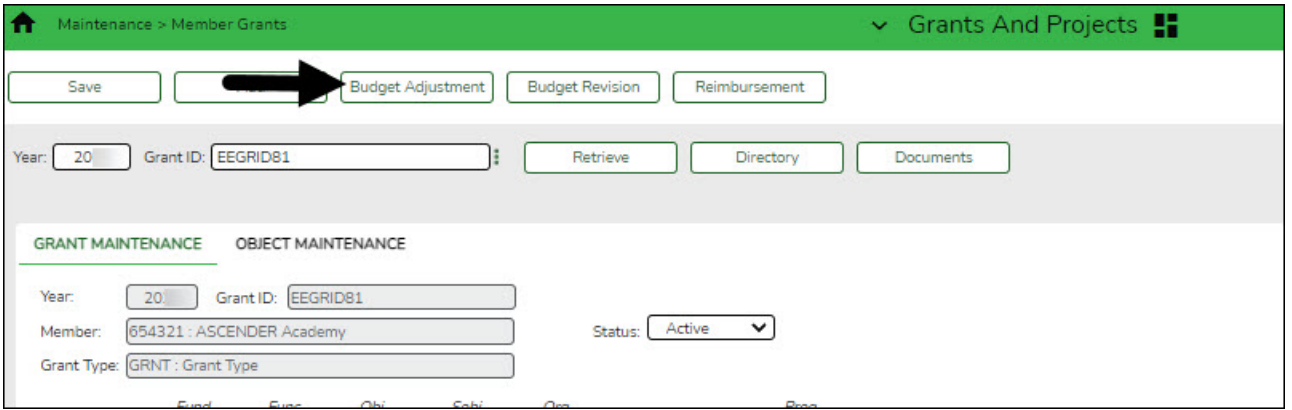 Maintenance > Member Grants
Grants And Projects
Save
Budget Adjustment
Budget Revision
Reimbursement
Year: 20
Grant ID: EEGRID81
Retrieve
Directory
Documents
GRANT MAINTENANCE
OBJECT MAINTENANCE
Year: 20
Grant ID: EEGRID81
Member: 654321 : ASCENDER Academy
Status: Active
Grant Type: GRNT : Grant Type